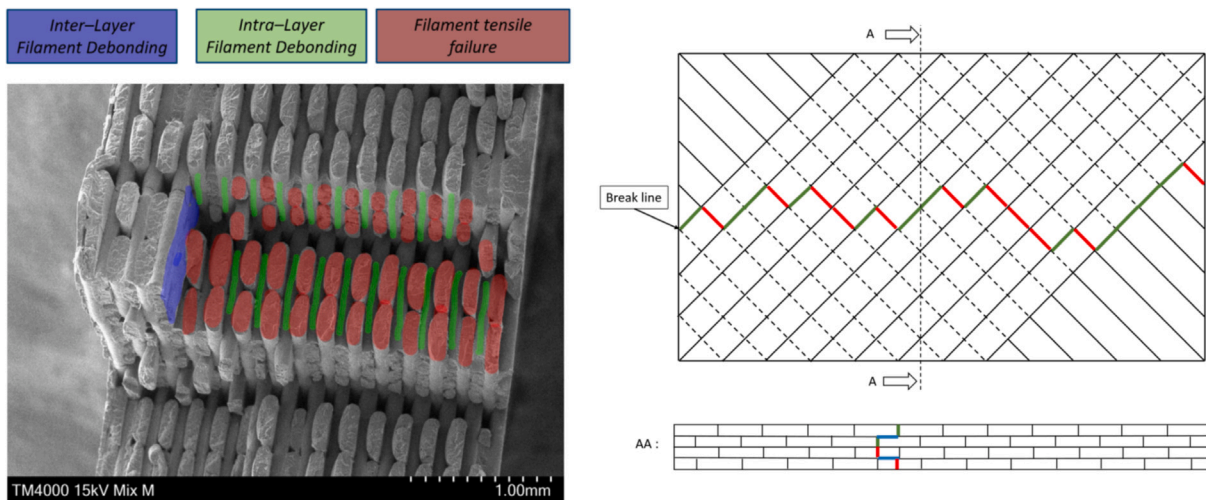 Inter–Layer
Filament Debonding
Intra–Layer
Filament Debonding
Filament tensile
failure
TM4000 15kV Mix M
1.00mm
A
Break line
A
AA :